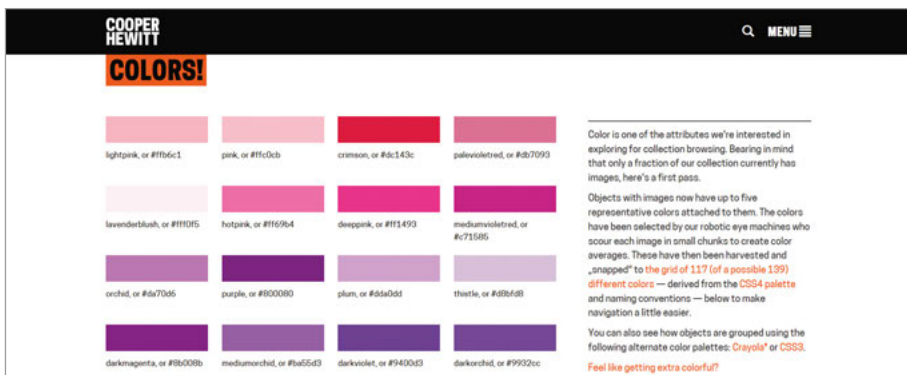 COOPER
HEWITT
MENU
COLORS!
lightpink, or #ffb6c1
pink, or #ffc0cb
crimson, or #dc143c
palevioletred, or #db7093
lavenderblush, or #fff0f5
hotpink, or #ff69b4
deeppink, or #ff1493
mediumvioletred, or
#c71585
orchid, or #da70d6
purple, or #800080
plum, or #dda0dd
thistle, or #d8bfd8
darkmagenta, or #8b008b
mediumorchid, or #ba55d3
darkviolet, or #9400d3
darkorchid, or #9932cc
Color is one of the attributes we're interested in
exploring for collection browsing. Bearing in mind
that only a fraction of our collection currently has
images, here's a first pass.
Objects with images now have up to five
representative colors attached to them. The colors
have been selected by our robotic eye machines who
scour each image in small chunks to create color
averages. These have then been harvested and
„snapped" to the grid of 117 (of a possible 139)
different colors — derived from the CSS4 palette
and naming conventions — below to make
navigation a little easier.
You can also see how objects are grouped using the
following alternate color palettes: Crayola* or CSS3.
Feel like getting extra colorful?